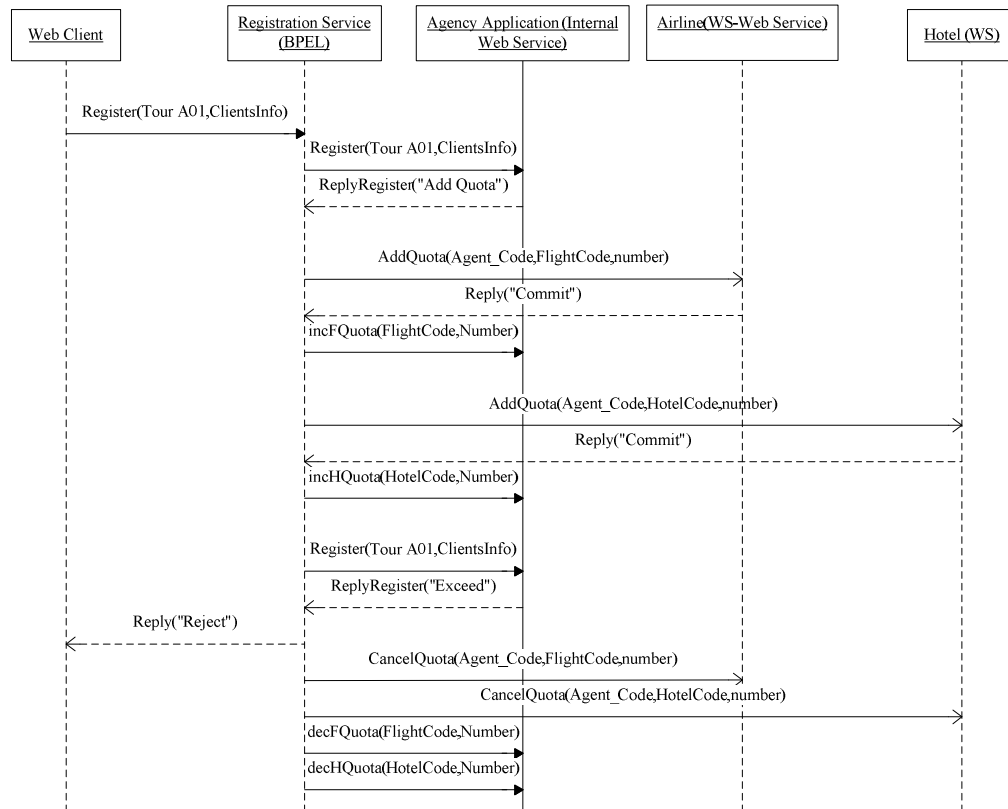 Web Client
Registration Service
(BPEL)
Agency Application (Internal
Web Service)
Airline(WS-Web Service)
Hotel (WS)
Register(Tour A01,ClientsInfo)
Register(Tour A01,ClientsInfo)
ReplyRegister("Add Quota")
AddQuota(Agent_Code,FlightCode,number)
Reply("Commit")
incFQuota(FlightCode,Number)
AddQuota(Agent_Code,HotelCode,number)
Reply("Commit")
incHQuota(HotelCode,Number)
Register(Tour A01,ClientsInfo)
ReplyRegister("Exceed")
Reply("Reject")
CancelQuota(Agent_Code,FlightCode,number)
CancelQuota(Agent_Code,HotelCode,number)
decFQuota(FlightCode,Number)
decHQuota(HotelCode,Number)